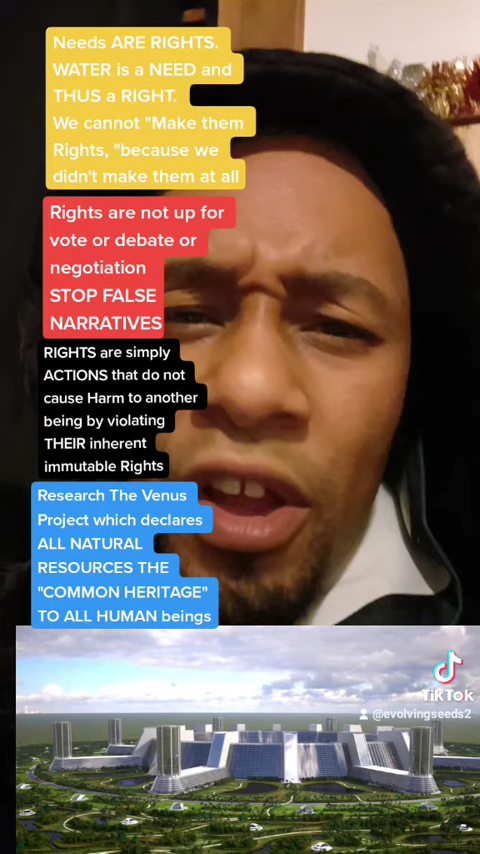 Needs ARE RIGHTS.
WATER is a NEED and
THUS a RIGHT.
We cannot "Make them
Rights, "because we
didn't make them at all
Rights are not up for
vote or debate or
negotiation
STOP FALSE
NARRATIVES
RIGHTS are simply
ACTIONS that do not
cause Harm to another
being by violating
THEIR inherent
immutable Rights
Research The Venus
Project which declares
ALL NATURAL
RESOURCES THE
"COMMON HERITAGE"
TO ALL HUMAN beings
TikTok
@evolvingseeds2